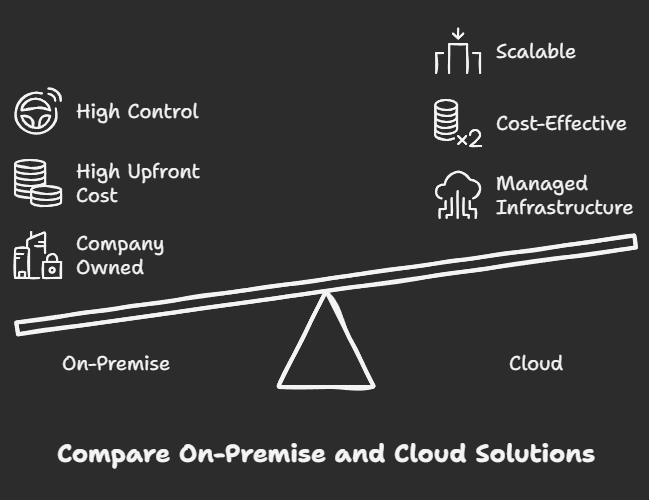 High Control
High Upfront
Cost
Company
Owned
Scalable
x2
Cost-Effective
Managed
Infrastructure
On-Premise
Cloud
Compare On-Premise and Cloud Solutions